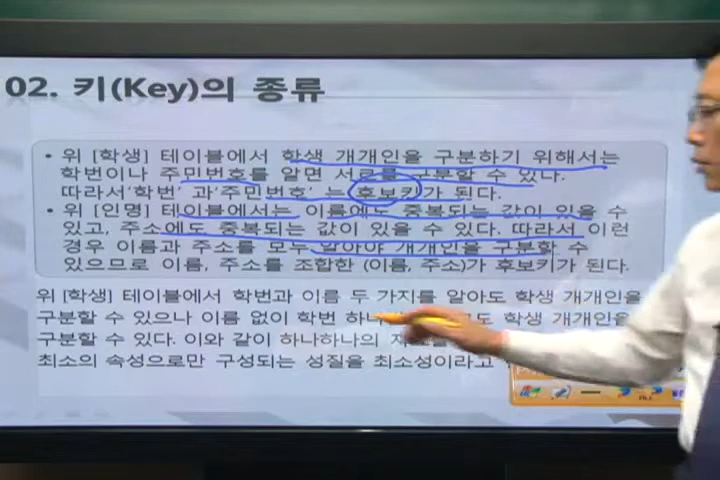 02. 키(Key)의 종류
• 위 [학생] 테이블에서 학생 개개인을 구분하기 위해서는
학번이나 주민번호를 알면 서로를 구분할 수 있다.
따라서 '학번' 과 '주민번호' 는 후보키가 된다.
• 위 [인명] 테이블에서는 이름에도 중복되는 값이 있을 수
있고, 주소에도 중복되는 값이 있을 수 있다. 따라서 이런
경우 이름과 주소를 모두 알아야 개개인을 구분할 수
있으므로 이름, 주소를 조합한 (이름, 주소)가 후보키가 된다.
위 [학생] 테이블에서 학번과 이름 두 가지를 알아도 학생 개개인을
구분할 수 있으나 이름 없이 학번 학생 개개인을
구분할 수 있다. 이와 같이 하나하나의
최소의 속성으로만 구성되는 성질을 최소성이라고